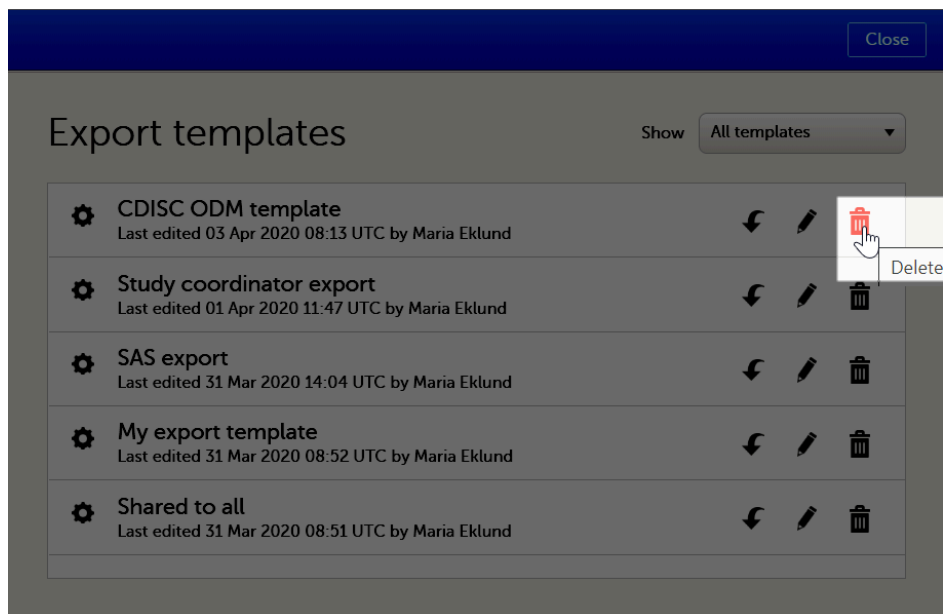 Close
Export templates
Show All templates
CDISC ODM template
Last edited 03 Apr 2020 08:13 UTC by Maria Eklund
Delete
Study coordinator export
Last edited 01 Apr 2020 11:47 UTC by Maria Eklund
SAS export
Last edited 31 Mar 2020 14:04 UTC by Maria Eklund
My export template
Last edited 31 Mar 2020 08:52 UTC by Maria Eklund
Shared to all
Last edited 31 Mar 2020 08:51 UTC by Maria Eklund